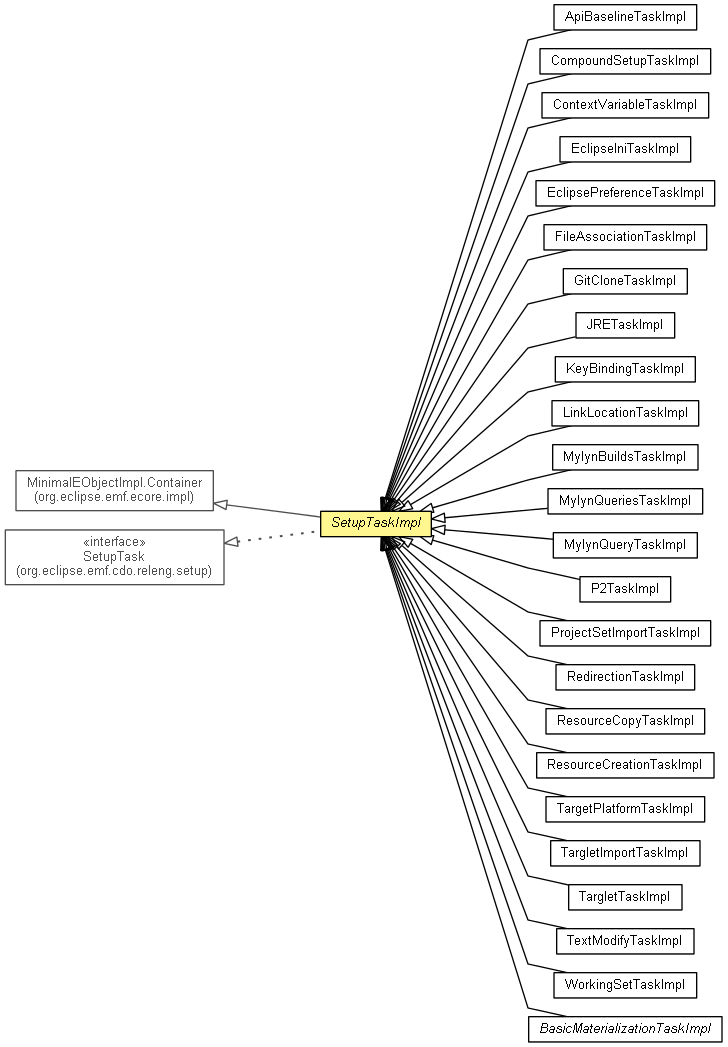 ApiBaselineTaskImpl
CompoundSetupTaskImpl
ContextVariableTaskImpl
EclipseIniTaskImpl
EclipsePreferenceTaskImpl
FileAssociationTaskImpl
GitCloneTaskImpl
JRETaskImpl
KeyBindingTaskImpl
LinkLocationTaskImpl
MylynBuildsTaskImpl
MinimalEObjectImpl.Container
(org.eclipse.emf.ecore.impl)
MylynQueriesTaskImpl
SetupTaskImpl
«interface»
SetupTask
(org.eclipse.emf.cdo.releng.setup)
MylynQueryTaskImpl
P2TaskImpl
ProjectSetImportTaskImpl
RedirectionTaskImpl
ResourceCopyTaskImpl
ResourceCreationTaskImpl
TargetPlatformTaskImpl
TargletImportTaskImpl
TargletTaskImpl
TextModifyTaskImpl
WorkingSetTaskImpl
BasicMaterializationTaskImpl